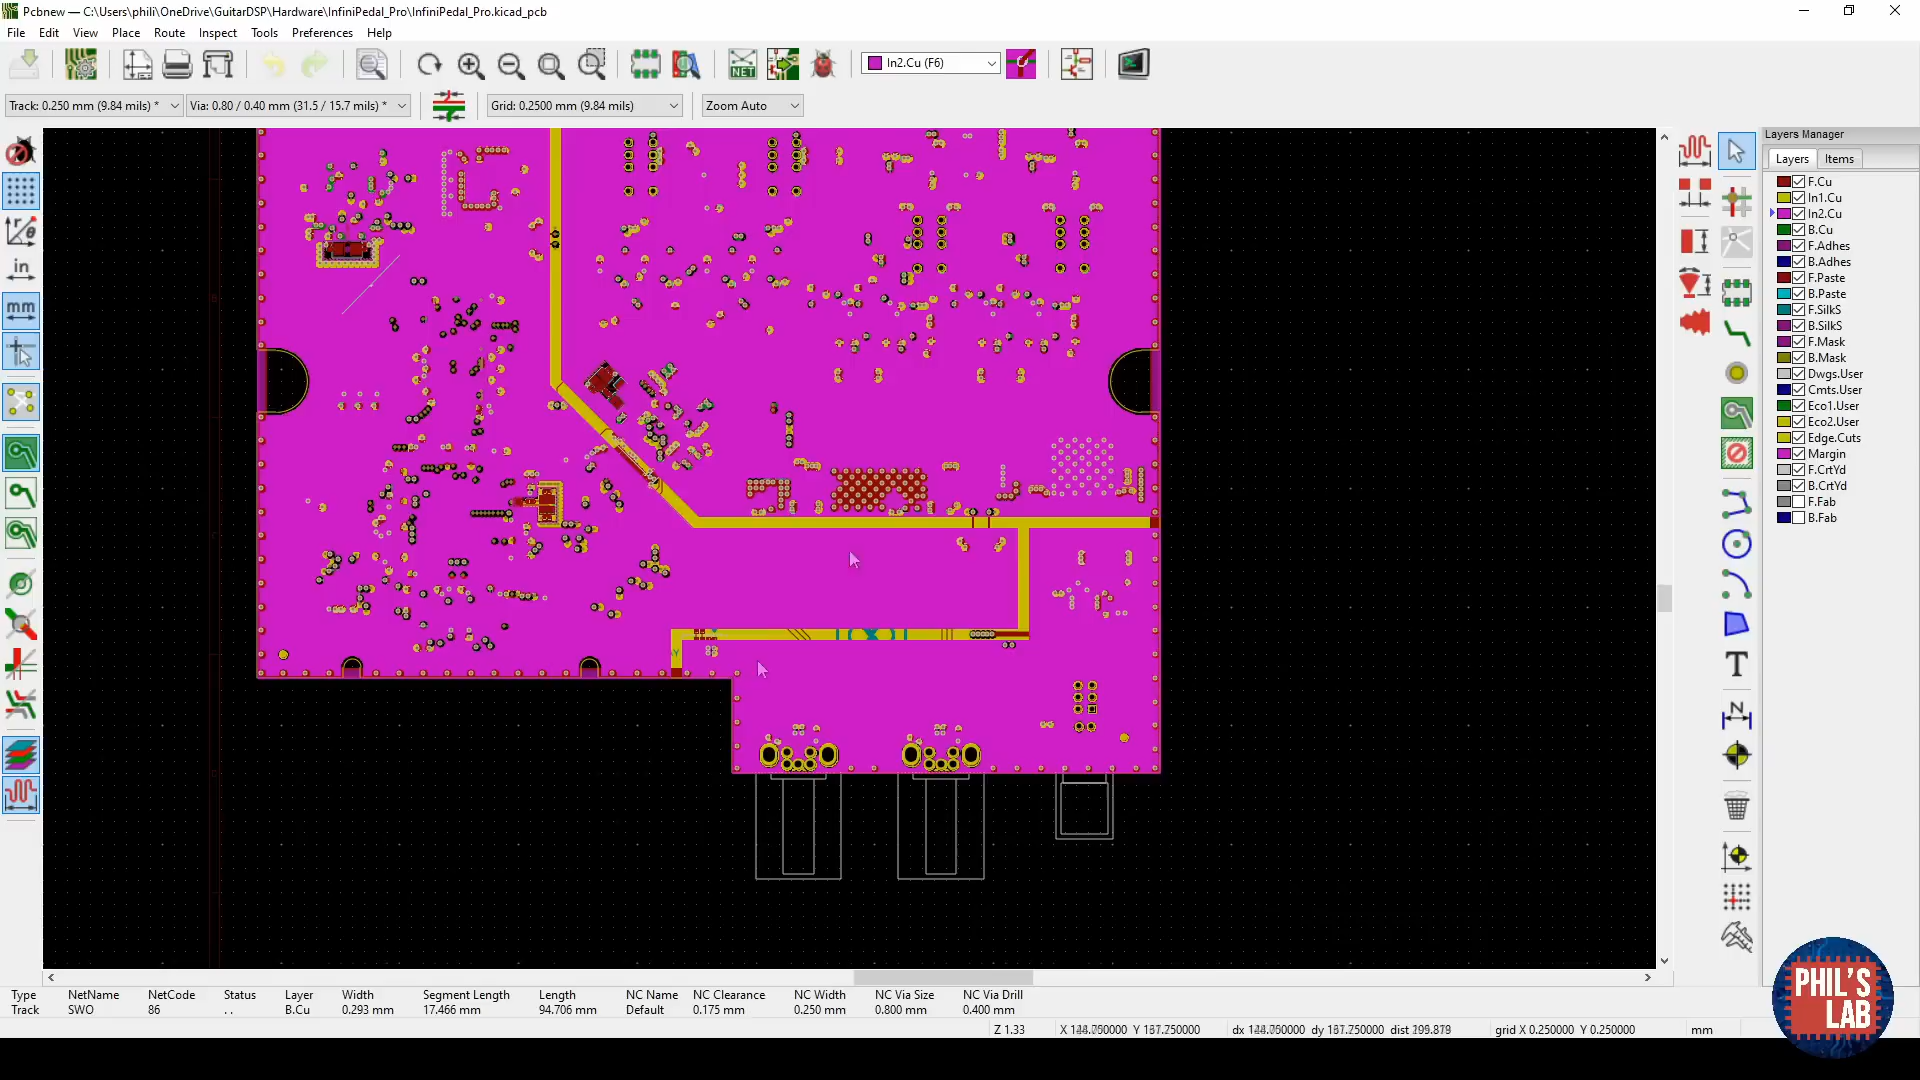 Pcbnew — C:\Users\phili\OneDrive\GuitarDSP\Hardware\InfiniPedal_Pro\InfiniPedal_Pro.kicad_pcb
File Edit View Place Route Inspect Tools Preferences Help
NET
In2.Cu (F6)
Track: 0.250 mm (9.84 mils) *
Via: 0.80 / 0.40 mm (31.5 / 15.7 mils) *
Grid: 0.2500 mm (9.84 mils)
Zoom Auto
in
mm
Layers Manager
Layers Items
F.Cu
In1.Cu
In2.Cu
B.Cu
F.Adhes
B.Adhes
F.Paste
B.Paste
F.SilkS
B.SilkS
F.Mask
B.Mask
Dwgs.User
Cmts.User
Eco1.User
Eco2.User
Edge.Cuts
Margin
F.CrtYd
B.CrtYd
F.Fab
B.Fab
T
N
Type NetName NetCode Status Layer Width Segment Length Length NC Name NC Clearance NC Width NC Via Size NC Via Drill
Track SWO 86 . . B.Cu 0.293 mm 17.466 mm 94.706 mm Default 0.175 mm 0.250 mm 0.800 mm 0.400 mm
Z 1.33 grid X 0.250000 Y 0.250000 mm
PHIL'S
LAB